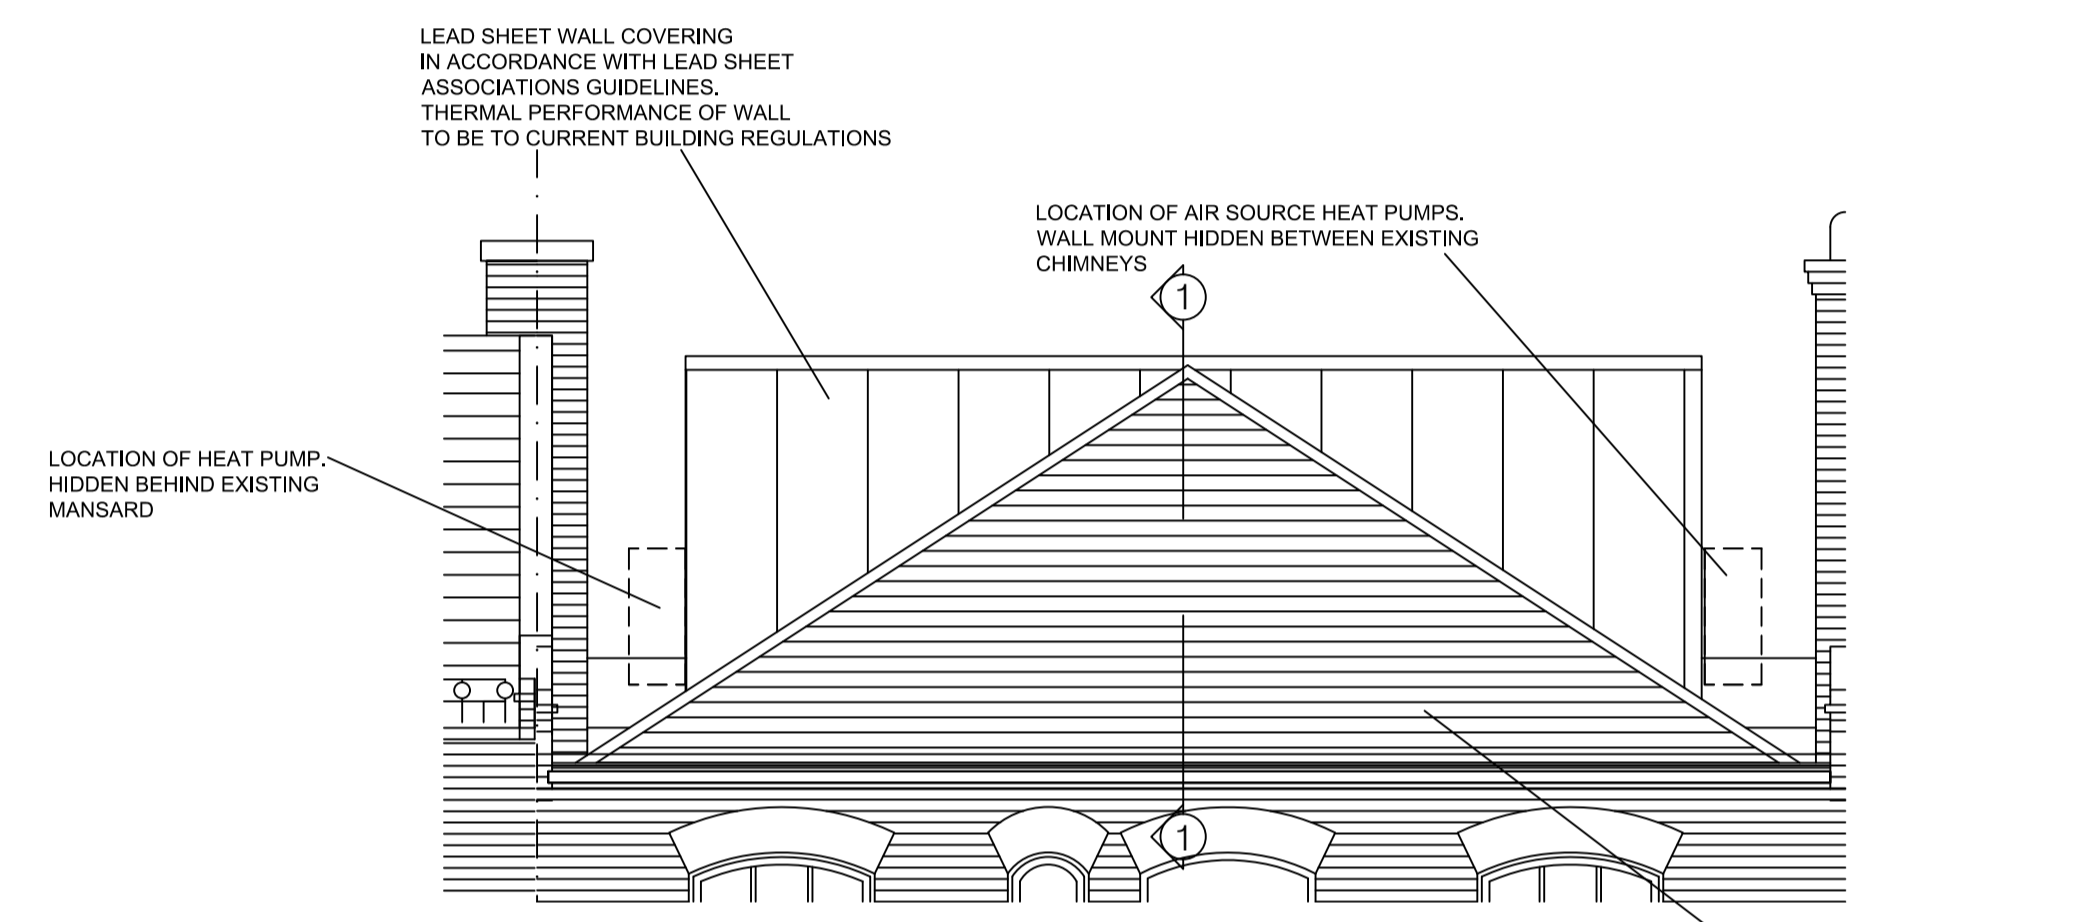 LEAD SHEET WALL COVERING
IN ACCORDANCE WITH LEAD SHEET
ASSOCIATIONS GUIDELINES.
THERMAL PERFORMANCE OF WALL
TO BE TO CURRENT BUILDING REGULATIONS
LOCATION OF AIR SOURCE HEAT PUMPS.
WALL MOUNT HIDDEN BETWEEN EXISTING
CHIMNEYS
1
LOCATION OF HEAT PUMP.
HIDDEN BEHIND EXISTING
MANSARD
1